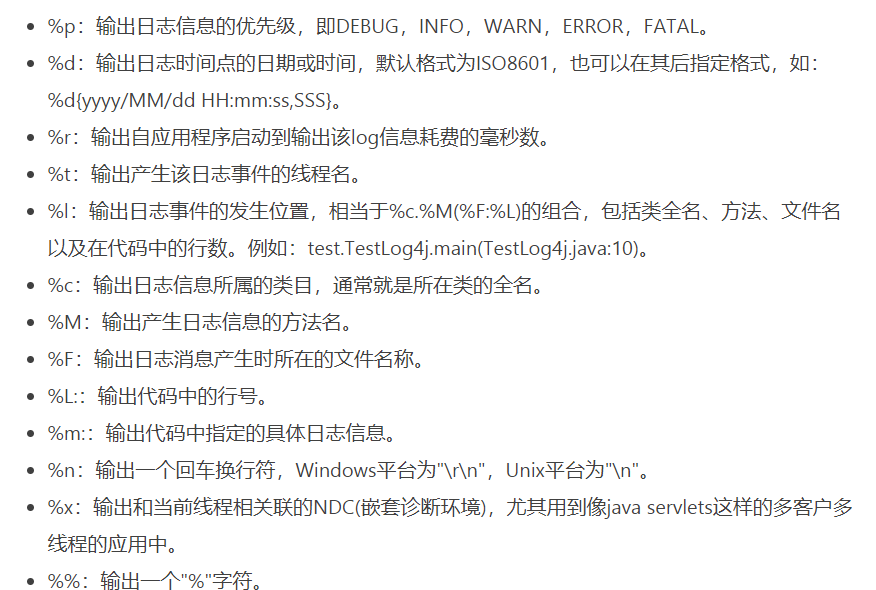 %p：输出日志信息的优先级，即DEBUG，INFO，WARN，ERROR，FATAL。
%d：输出日志时间点的日期或时间，默认格式为ISO8601，也可以在其后指定格式，如：
%d{yyyy/MM/dd HH:mm:ss,SSS}。
%r：输出自应用程序启动到输出该log信息耗费的毫秒数。
%t：输出产生该日志事件的线程名。
%l：输出日志事件的发生位置，相当于%c.%M(%F:%L)的组合，包括类全名、方法、文件名
以及在代码中的行数。例如：test.TestLog4j.main(TestLog4j.java:10)。
%c：输出日志信息所属的类目，通常就是所在类的全名。
%M：输出产生日志信息的方法名。
%F：输出日志消息产生时所在的文件名称。
%L:：输出代码中的行号。
%m:：输出代码中指定的具体日志信息。
%n：输出一个回车换行符，Windows平台为"\r\n"，Unix平台为"\n"。
%x：输出和当前线程相关联的NDC(嵌套诊断环境)，尤其用到像java servlets这样的多客户多
线程的应用中。
%%：输出一个"%"字符。